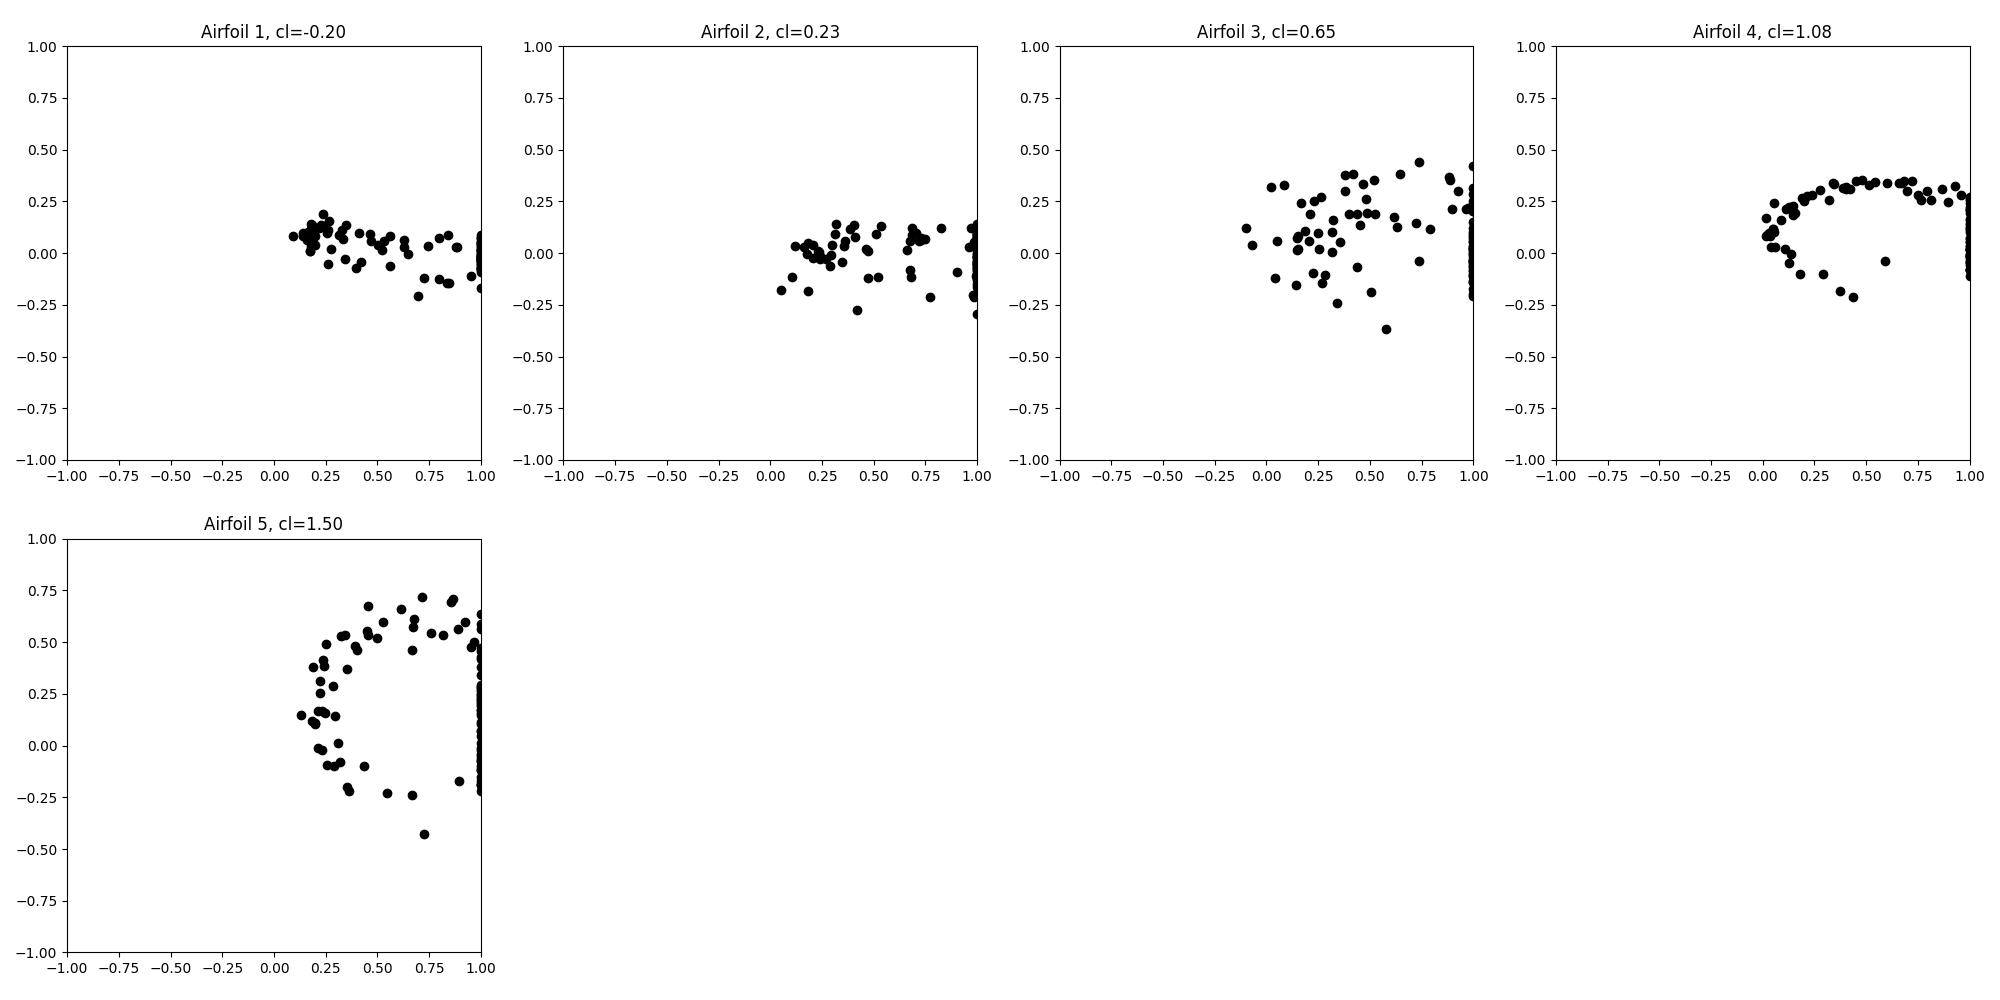 Airfoil 1, cl=-0.20
Airfoil 2, cl=0.23
Airfoil 3, cl=0.65
Airfoil 4, cl=1.08
1.00 1.00 1.00 1.00
0.75 0.75 0.75 0.75
0.50 0.50 0.50 0.50
0.25 0.25 0.25 0.25
0.00 0.00 0.00 0.00
−0.25 −0.25 −0.25 −0.25
−0.50 −0.50 −0.50 −0.50
−0.75 −0.75 −0.75 −0.75
−1.00 −1.00 −1.00 −1.00
−1.00 −0.75 −0.50 −0.25 0.00 0.25 0.50 0.75 1.00
−1.00 −0.75 −0.50 −0.25 0.00 0.25 0.50 0.75 1.00
−1.00 −0.75 −0.50 −0.25 0.00 0.25 0.50 0.75 1.00
−1.00 −0.75 −0.50 −0.25 0.00 0.25 0.50 0.75 1.00
Airfoil 5, cl=1.50
1.00
0.75
0.50
0.25
0.00
−0.25
−0.50
−0.75
−1.00
−1.00 −0.75 −0.50 −0.25 0.00 0.25 0.50 0.75 1.00